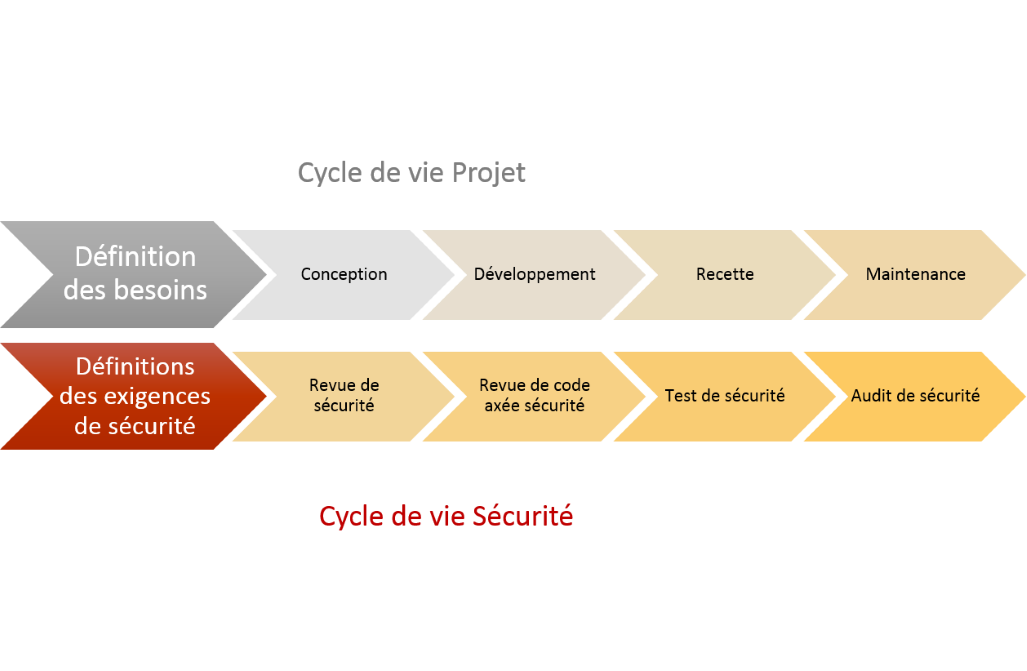 Cycle de vie Projet
Définition
des besoins
Conception
Développement
Recette
Maintenance
Définitions
des exigences
de sécurité
Revue de
sécurité
Revue de code
axée sécurité
Test de sécurité
Audit de sécurité
Cycle de vie Sécurité